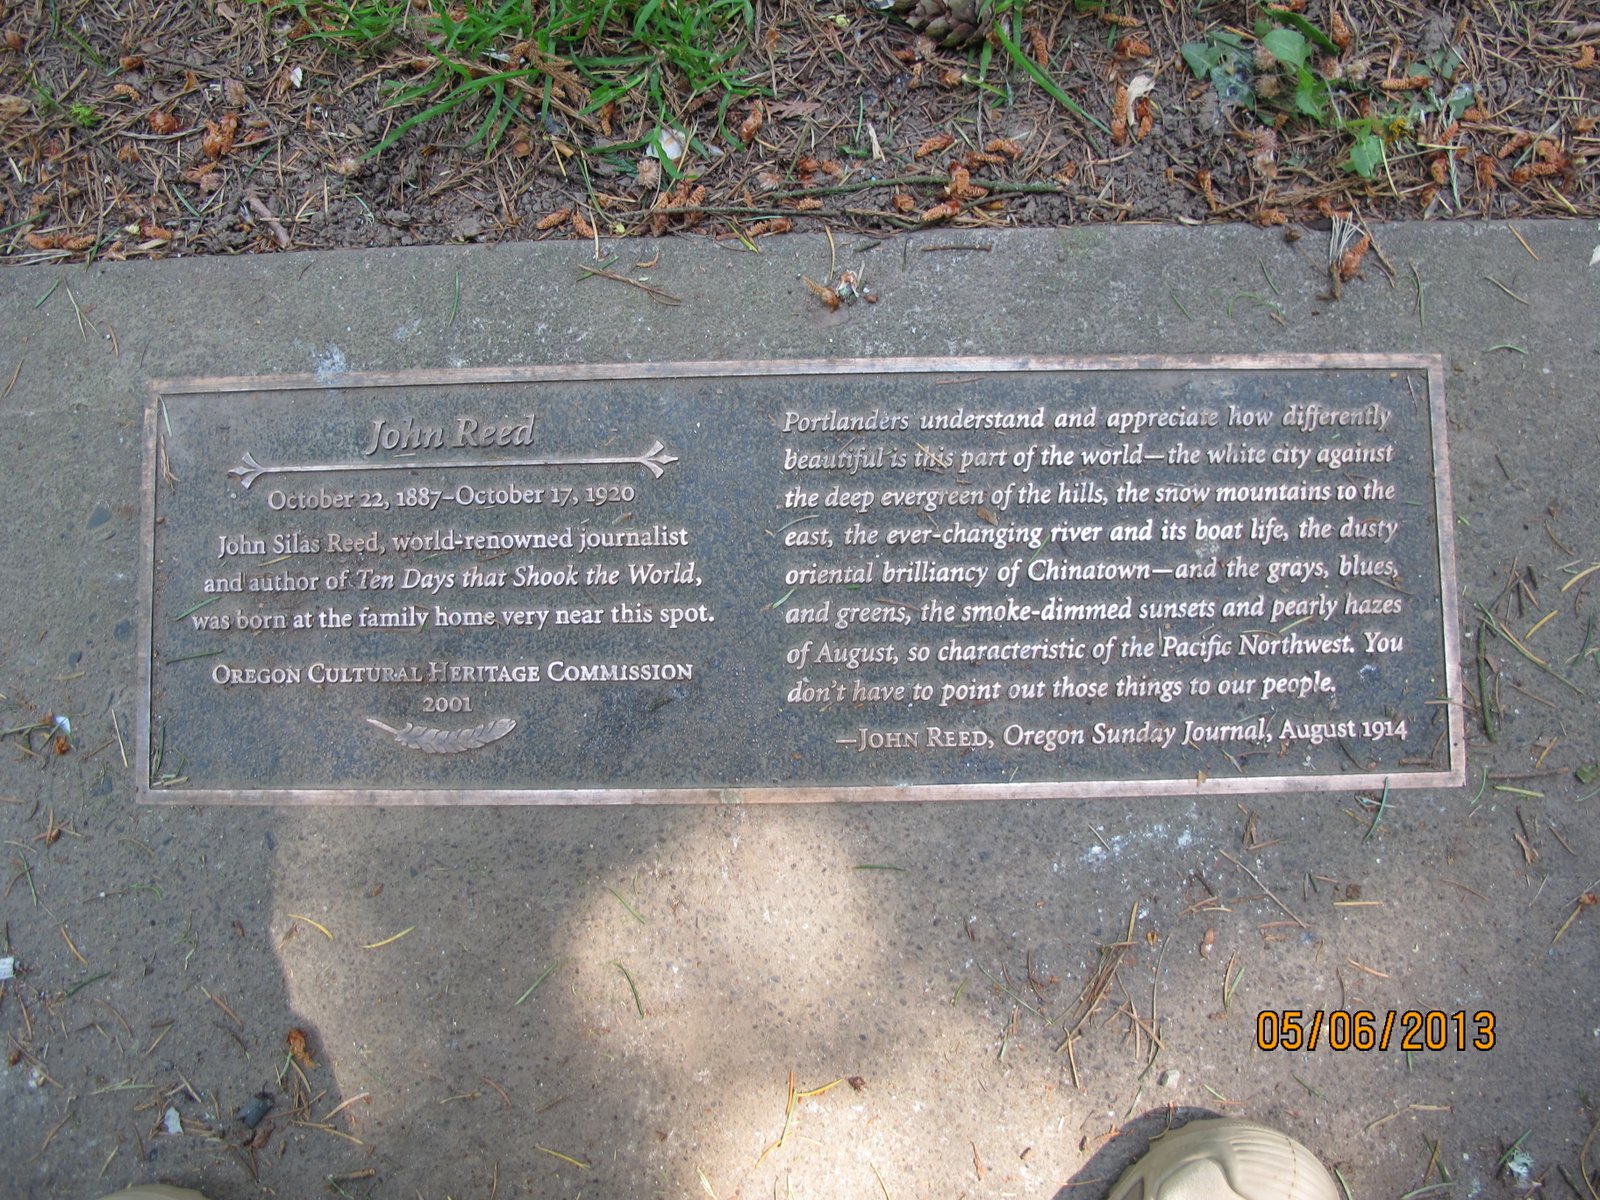 John Reed
October 22, 1887–October 17, 1920
John Silas Reed, world-renowned journalist
and author of Ten Days that Shook the World,
was born at the family home very near this spot.
OREGON CULTURAL HERITAGE COMMISSION
2001
Portlanders understand and appreciate how differently
beautiful is this part of the world—the white city against
the deep evergreen of the hills, the snow mountains to the
east, the ever-changing river and its boat life, the dusty
oriental brilliancy of Chinatown—and the grays, blues,
and greens, the smoke-dimmed sunsets and pearly hazes
of August, so characteristic of the Pacific Northwest. You
don't have to point out those things to our people.
—JOHN REED, Oregon Sunday Journal, August 1914
05/06/2013